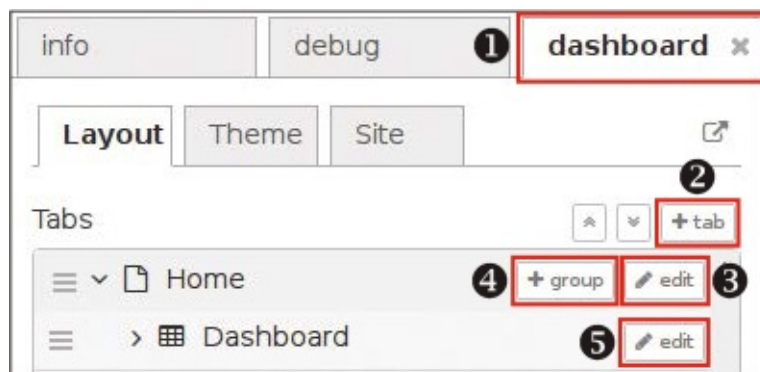 info debug ❶ dashboard ×
Layout Theme Site
❷
Tabs + tab
Home ❹ + group edit ❸
Dashboard ❺ edit